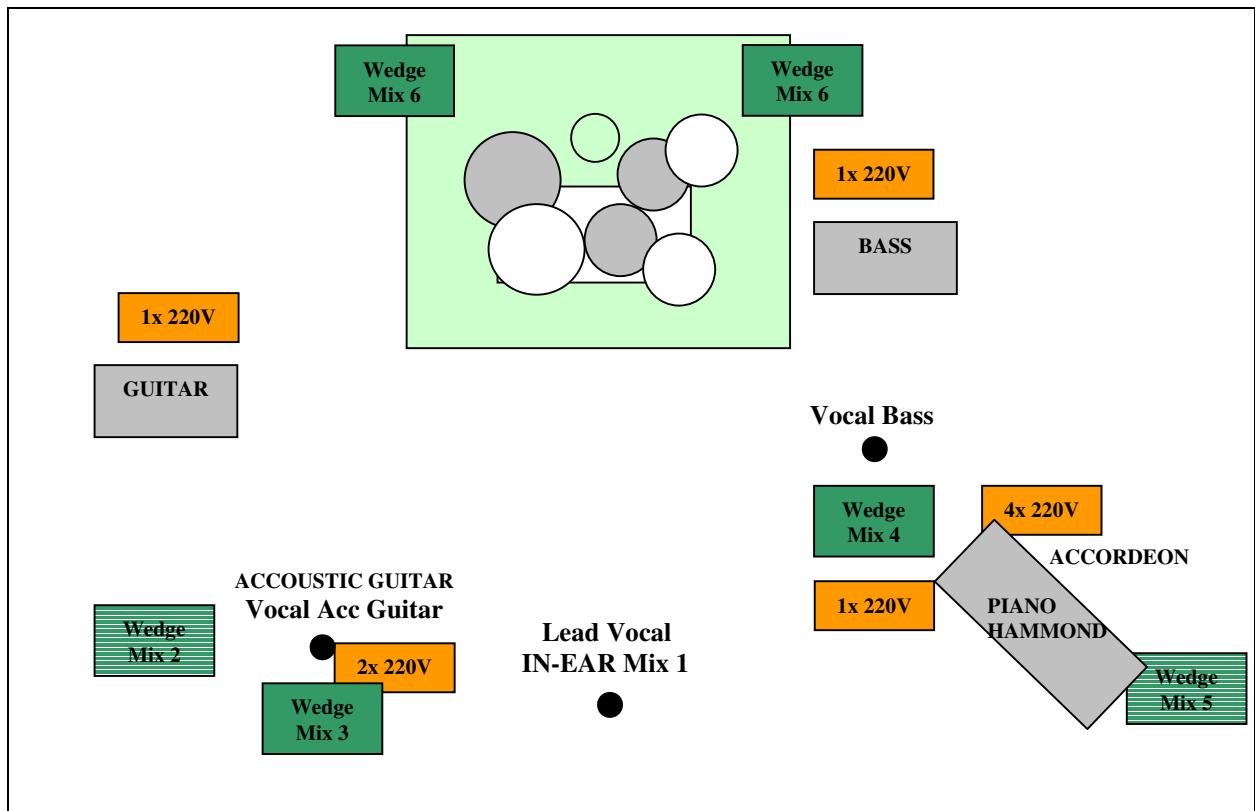 Wedge
Mix 6
Wedge
Mix 6
1x 220V
BASS
1x 220V
GUITAR
Vocal Bass
Wedge
Mix 4
4x 220V
ACCORDEON
1x 220V
PIANO
HAMMOND
ACCOUSTIC GUITAR
Vocal Acc Guitar
Wedge
Mix 2
2x 220V
Wedge
Mix 3
Lead Vocal
IN-EAR Mix 1
Wedge
Mix 5